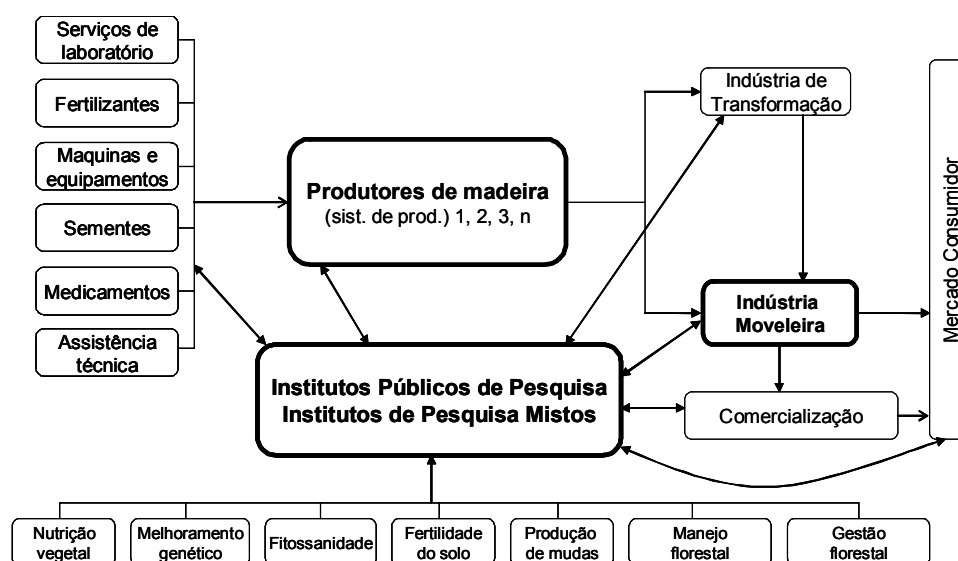 Serviços de
laboratório
Fertilizantes
Maquinas e
equipamentos
Sementes
Medicamentos
Assistência
técnica
Produtores de madeira
(sist. de prod.) 1, 2, 3, n
Indústria de
Transformação
Indústria
Moveleira
Comercialização
Mercado Consumidor
Institutos Públicos de Pesquisa
Institutos de Pesquisa Mistos
Nutrição
vegetal
Melhoramento
genético
Fitossanidade
Fertilidade
do solo
Produção
de mudas
Manejo
florestal
Gestão
florestal